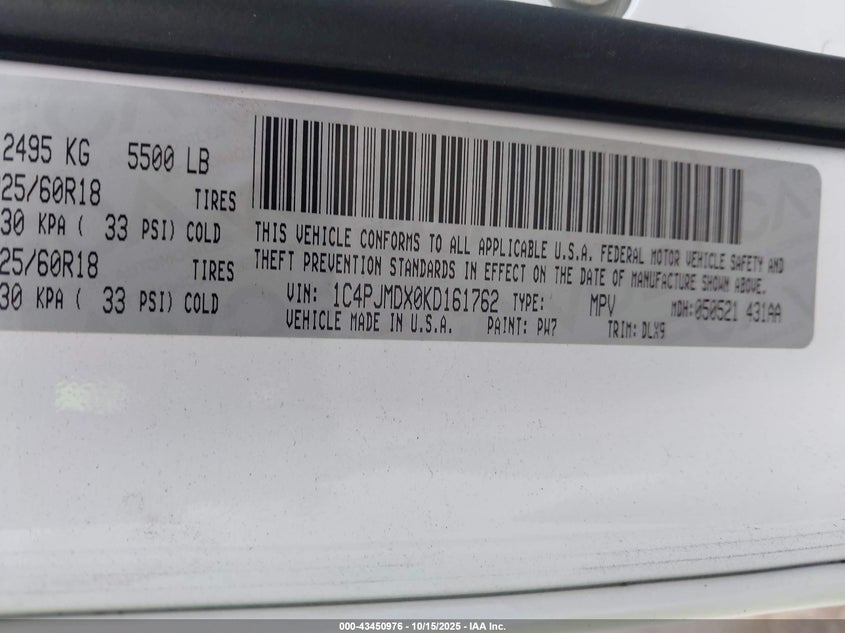 2495 KG 5500 LB
25/60R18 TIRES
30 KPA ( 33 PSI) COLD
25/60R18 TIRES
30 KPA ( 33 PSI) COLD
THIS VEHICLE CONFORMS TO ALL APPLICABLE U.S.A. FEDERAL MOTOR VEHICLE SAFETY AND
THEFT PREVENTION STANDARDS IN EFFECT ON THE DATE OF MANUFACTURE SHOWN ABOVE.
VIN: 1C4PJMDX0KD161762 TYPE: MPV MDH:050521 431AA
VEHICLE MADE IN U.S.A. PAINT: PW7 TRIM: DLX9
000-43450976 - 10/15/2025 - IAA Inc.